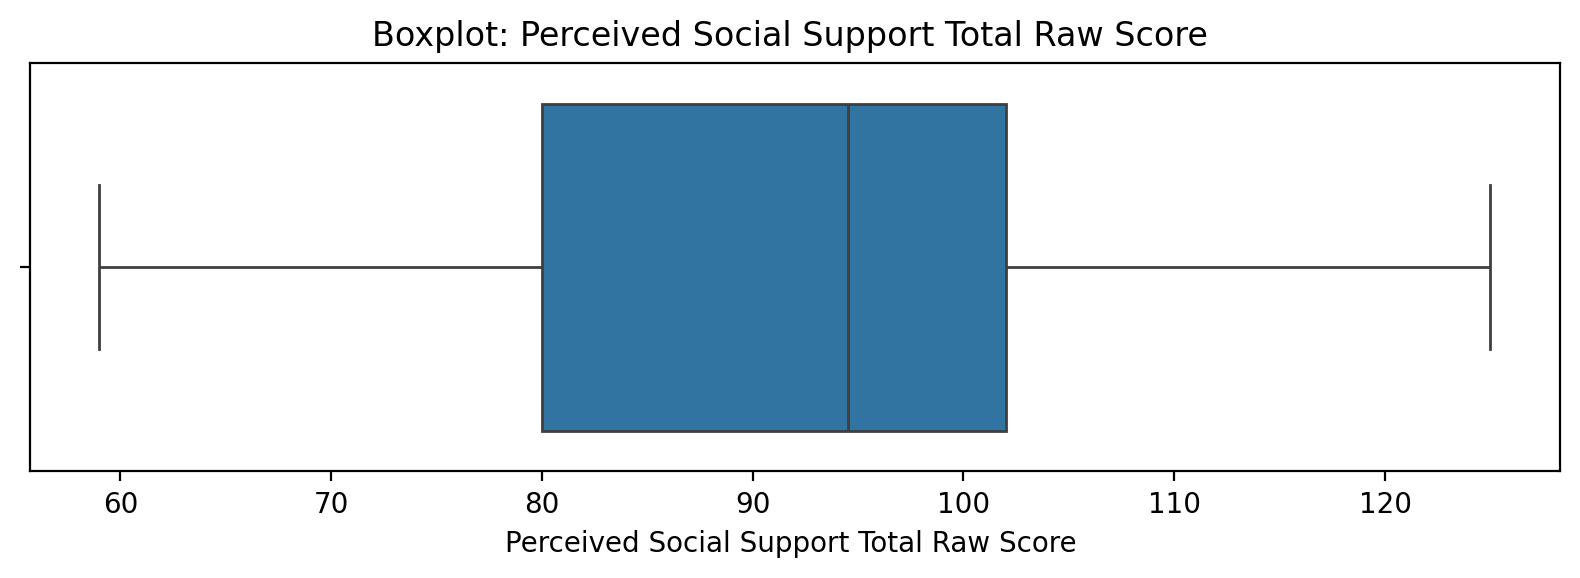 Boxplot: Perceived Social Support Total Raw Score
60 70 80 90 100 110 120
Perceived Social Support Total Raw Score